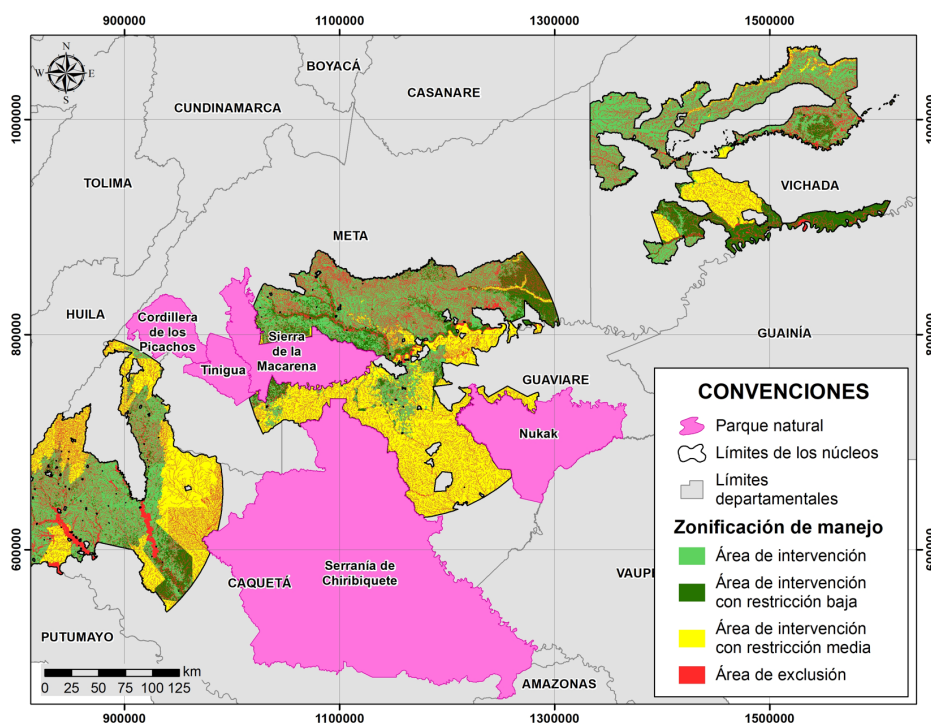 900000
1100000
1300000
1500000
N
W
E
S
BOYACÁ
CASANARE
CUNDINAMARCA
1000000
TOLIMA
VICHADA
META
HUILA
Cordillera
de los
Picachos
Tinigua
Sierra
de la
Macarena
800000
800000
GUAINÍA
GUAVIARE
Nukak
600000
600000
CAQUETÁ
Serranía de
Chiribiquete
VAUPI
PUTUMAYO
AMAZONAS
km
0 25 50 75 100 125
CONVENCIONES
Parque natural
Límites de los núcleos
Límites
departamentales
Zonificación de manejo
Área de intervención
Área de intervención
con restricción baja
Área de intervención
con restricción media
Área de exclusión
900000
1100000
1300000
1500000